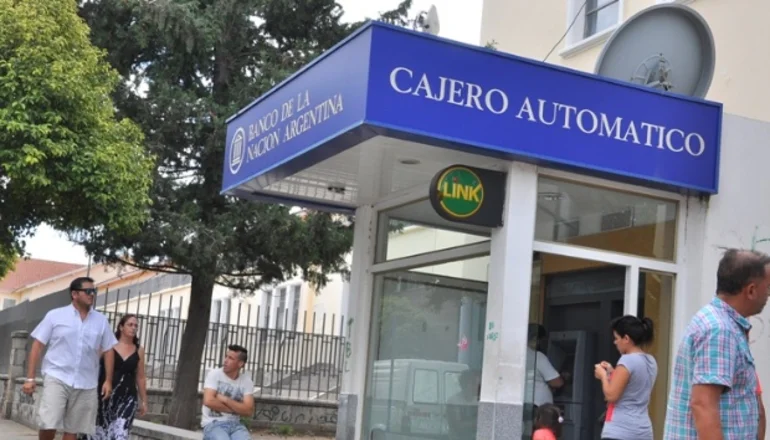 BANCO DE LA
NACION ARGENTINA
CAJERO AUTOMATICO
LINK